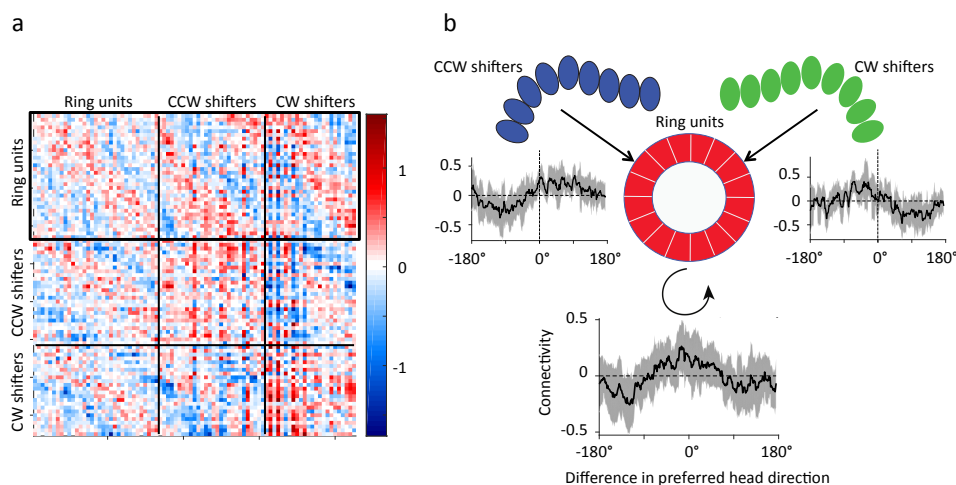 a
Ring units CCW shifters CW shifters
Ring units
CCW shifters
CW shifters
1
0
-1
b
CCW shifters
CW shifters
Ring units
0.5
0
-0.5
-180° 0° 180°
0.5
0
-0.5
-180° 0° 180°
Connectivity
0.5
0
-0.5
-180° 0° 180°
Difference in preferred head direction